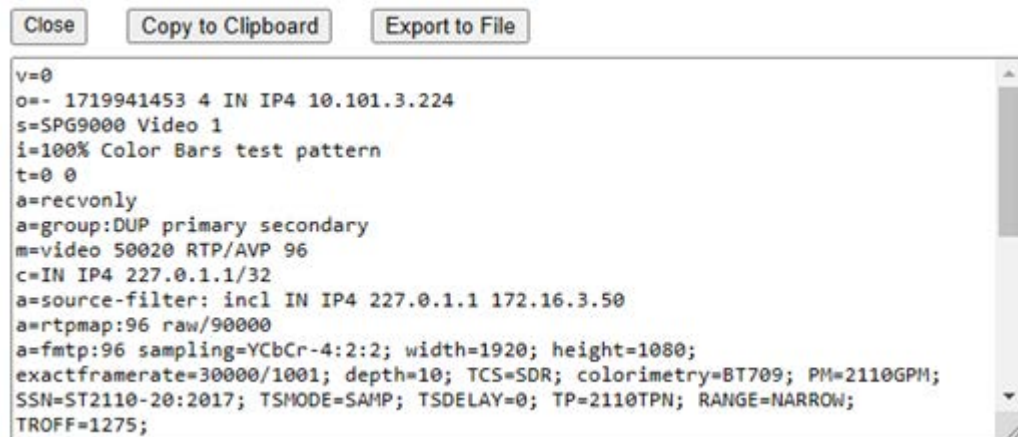 Close Copy to Clipboard Export to File
v=0
o=- 1719941453 4 IN IP4 10.101.3.224
s=SPG9000 Video 1
i=100% Color Bars test pattern
t=0 0
a=recvonly
a=group:DUP primary secondary
m=video 50020 RTP/AVP 96
c=IN IP4 227.0.1.1/32
a=source-filter: incl IN IP4 227.0.1.1 172.16.3.50
a=rtpmap:96 raw/90000
a=fmtp:96 sampling=YCbCr-4:2:2; width=1920; height=1080;
exactframerate=30000/1001; depth=10; TCS=SDR; colorimetry=BT709; PM=2110GPM;
SSN=ST2110-20:2017; TSMODE=SAMP; TSDELAY=0; TP=2110TPN; RANGE=NARROW;
TROFF=1275;